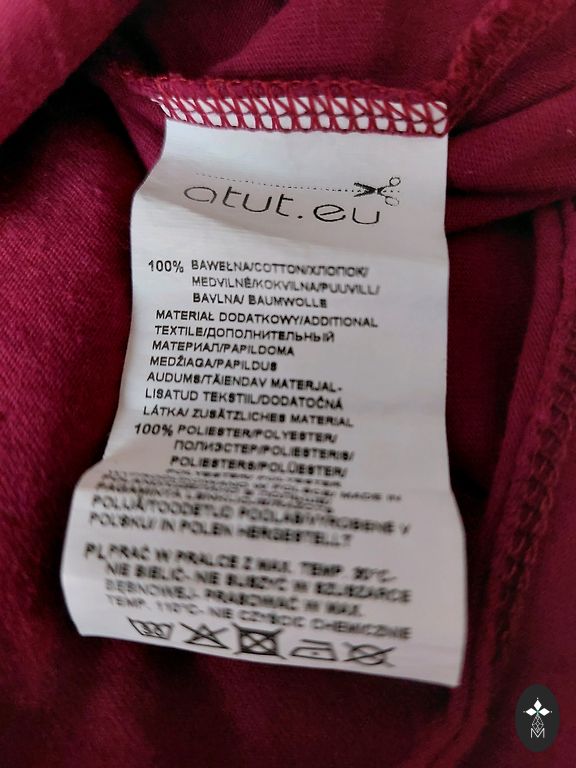 atut.eu
100% BAWEŁNA/COTTON/ХЛОПОК/
MEDVILNĖ/KOKVILNA/PUUVILL/
BAVLNA/ BAUMWOLLE
MATERIAŁ DODATKOWY/ADDITIONAL
TEXTILE/ДОПОЛНИТЕЛЬНЫЙ
МАТЕРИАЛ/PAPILDOMA
MEDŽIAGA/PAPILDUS
AUDUMS/TÄIENDAV MATERJAL-
LISATUD TEKSTIIL/DODATOČNÁ
LÁTKA/ ZUSÄTZLICHES MATERIAL
100% POLIESTER/POLYESTER/
ПОЛИЭСТЕР/POLIESTERIS/
POLIESTERS/POLÜESTER/
MADE IN
POLSKU/ IN POLEN HERGESTELLT
PL PRAĆ W PRALCE Z MAX. TEMP. 30°C-
NIE BIELIĆ- NIE SUSZYĆ W SUSZARCE
BĘBNOWEJ- PRASOWAĆ W MAX.
TEMP. 110°C- NIE CZYŚCIĆ CHEMICZNIE
M